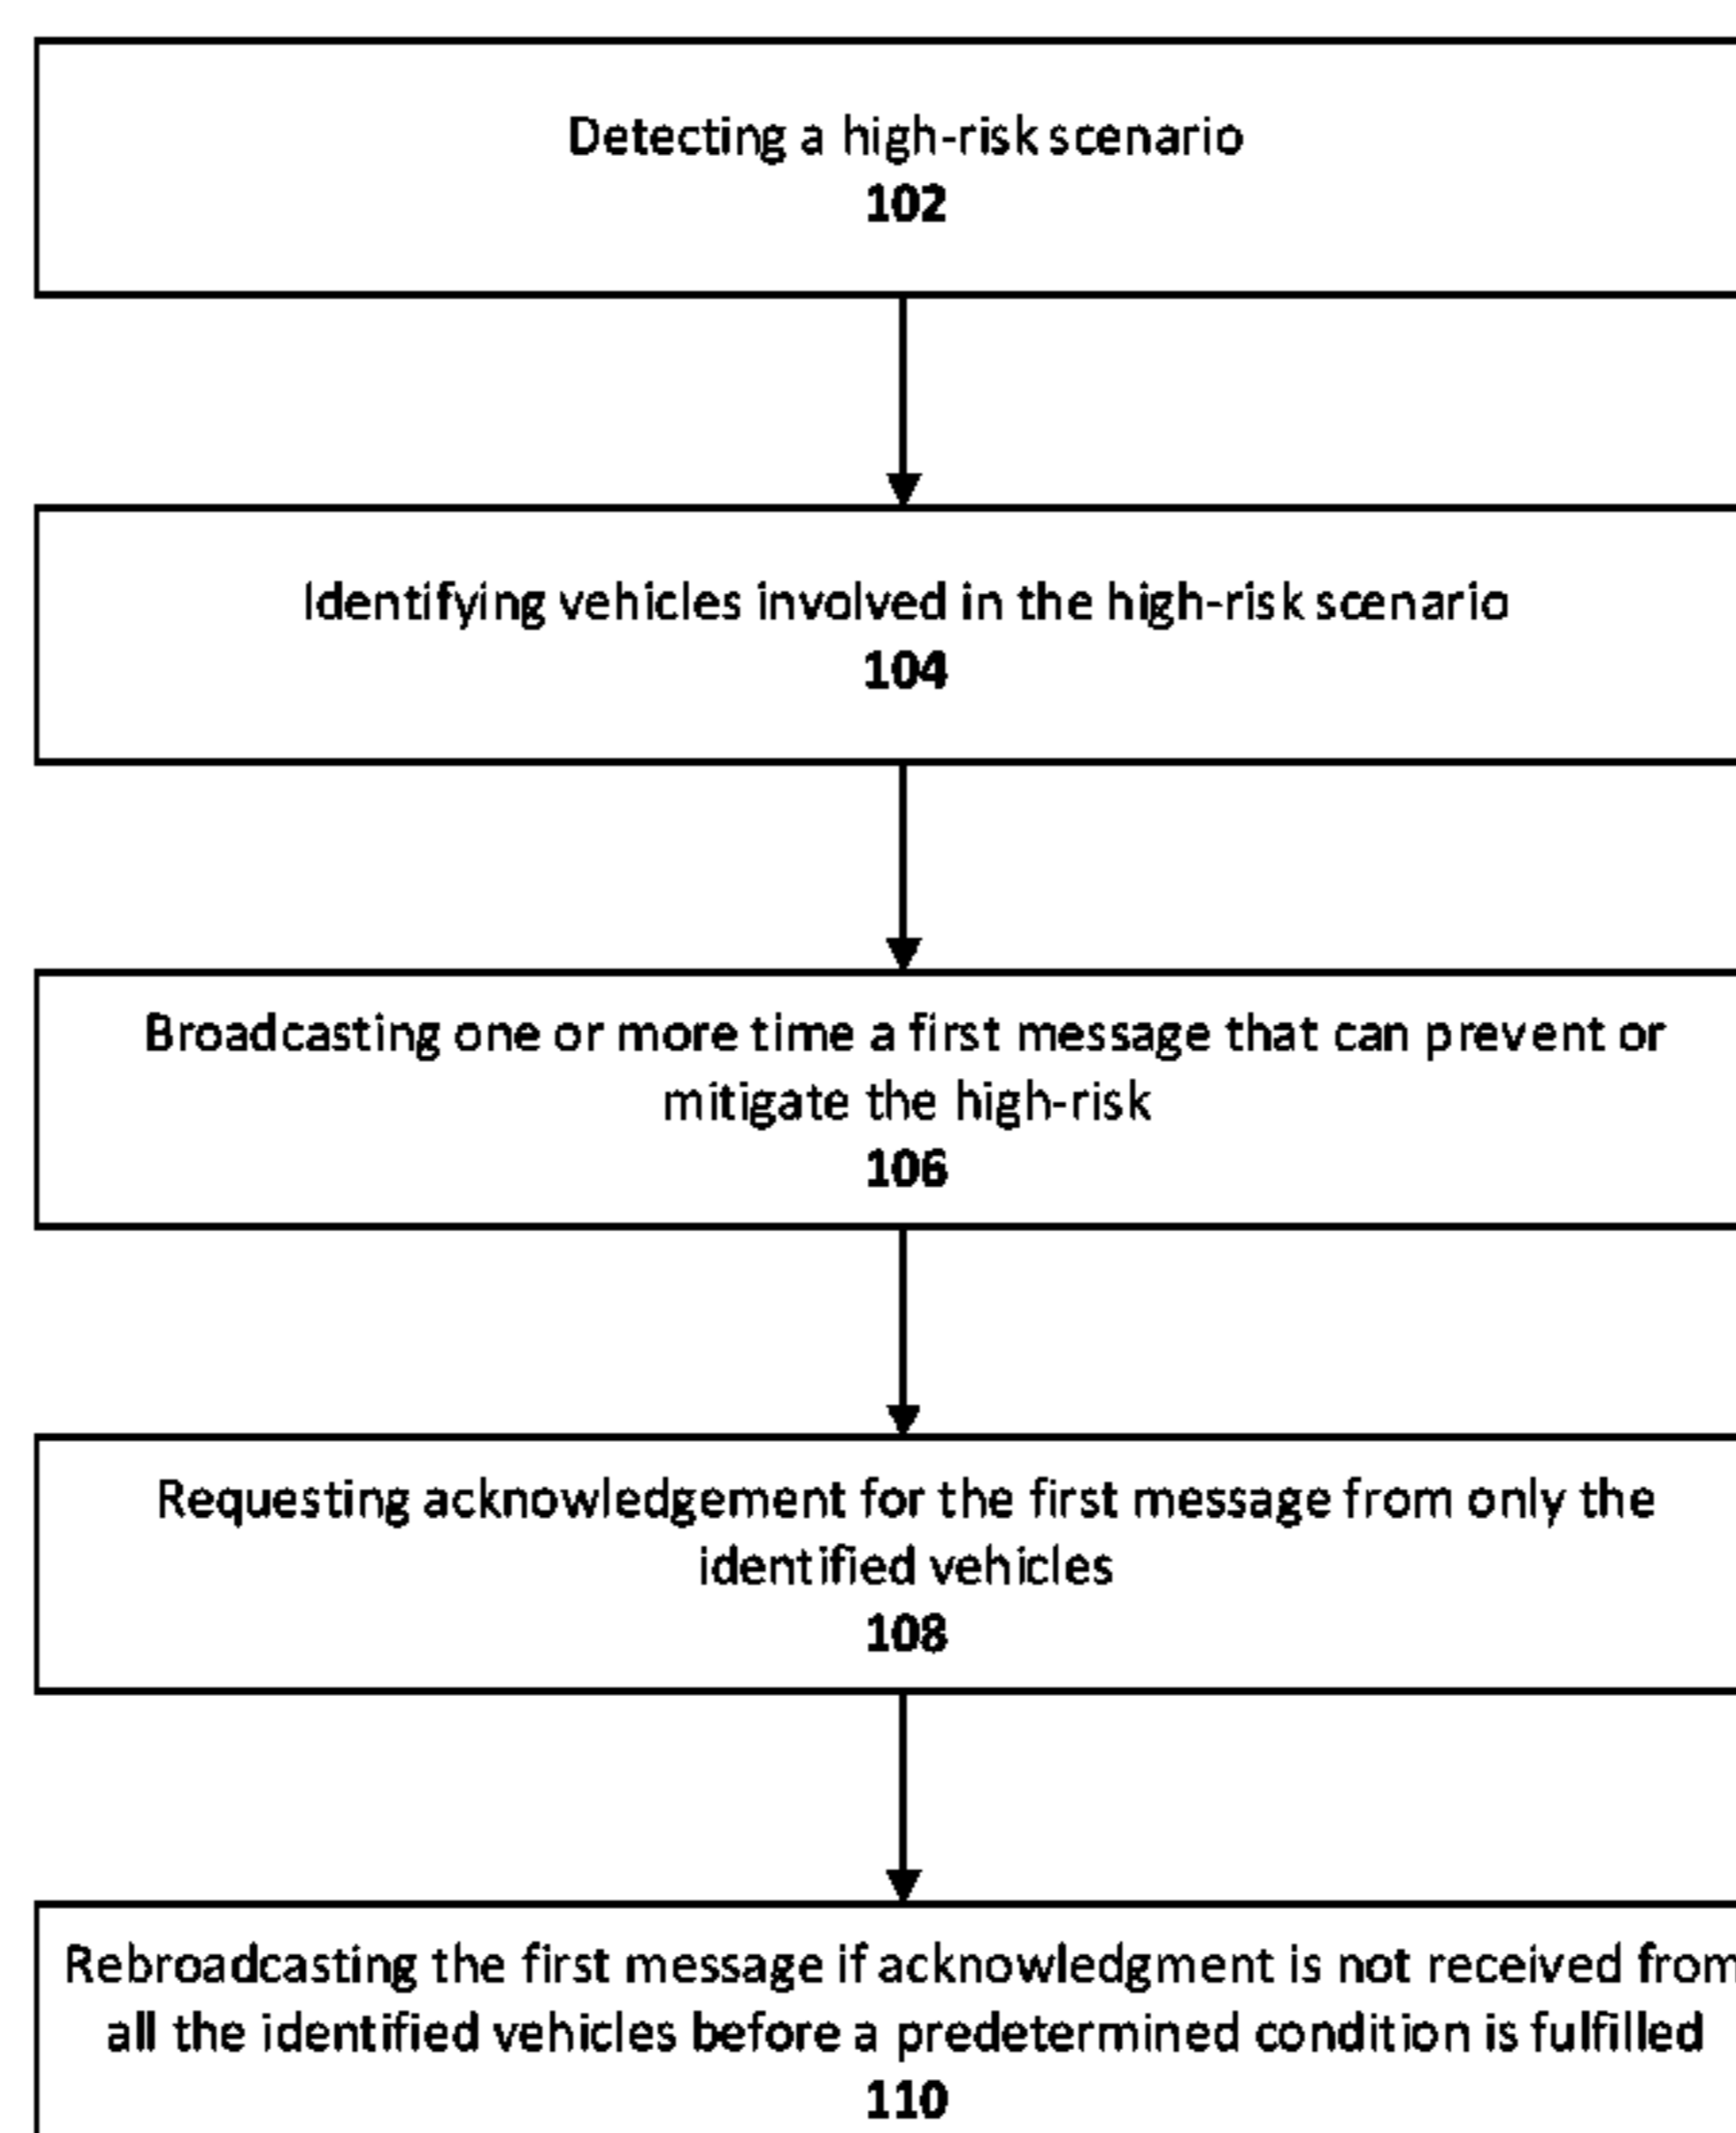 Detecting a high-risk scenario
102
Identifying vehicles involved in the high-risk scenario
104
Broadcasting one or more time a first message that can prevent or
mitigate the high-risk
106
Requesting acknowledgement for the first message from only the
identified vehicles
108
Rebroadcasting the first message if acknowledgment is not received from
all the identified vehicles before a predetermined condition is fulfilled
110